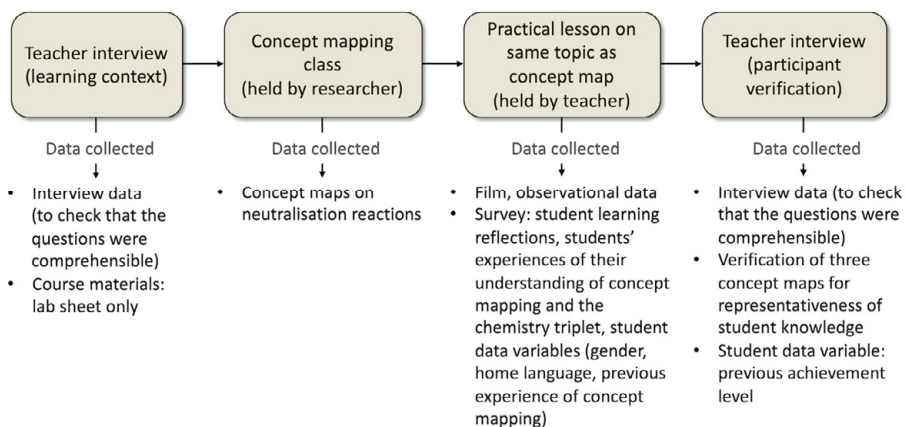 Teacher interview
(learning context)
Concept mapping
class
(held by researcher)
Practical lesson on
same topic as
concept map
(held by teacher)
Teacher interview
(participant
verification)
Data collected
Data collected
Data collected
Data collected
• Interview data
(to check that the
questions were
comprehensible)
• Course materials:
lab sheet only
• Concept maps on
neutralisation reactions
• Film, observational data
• Survey: student learning
reflections, students'
experiences of their
understanding of concept
mapping and the
chemistry triplet, student
data variables (gender,
home language, previous
experience of concept
mapping)
• Interview data (to check
that the questions were
comprehensible)
• Verification of three
concept maps for
representativeness of
student knowledge
• Student data variable:
previous achievement
level